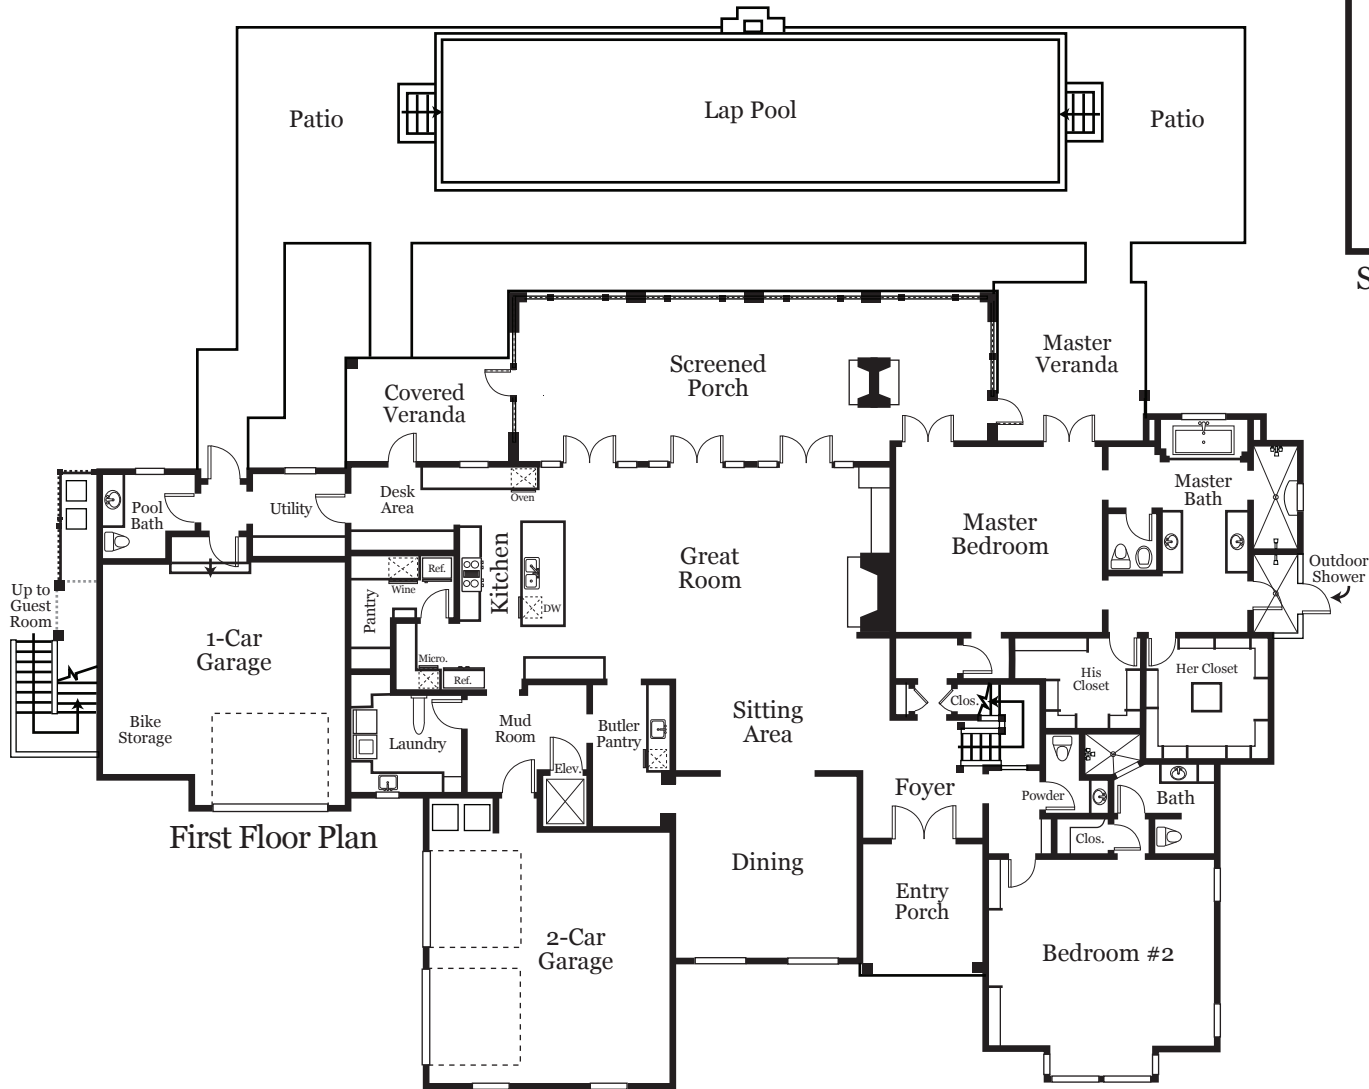 Lap Pool
Patio
Patio
S
Screened
Porch
Master
Veranda
Covered
Veranda
Pool
Bath
Utility
Desk
Area
Oven
Master
Bath
Master
Bedroom
Great
Room
Kitchen
Ref.
Wine
DW
Pantry
Outdoor
Shower
Up to
Guest
Room
1-Car
Garage
Micro.
Ref.
His
Closet
Her Closet
Clos.
Bike
Storage
Laundry
Mud
Room
Butler
Pantry
Sitting
Area
Elev.
Foyer
Powder
Bath
First Floor Plan
Clos.
Dining
Entry
Porch
2-Car
Garage
Bedroom #2